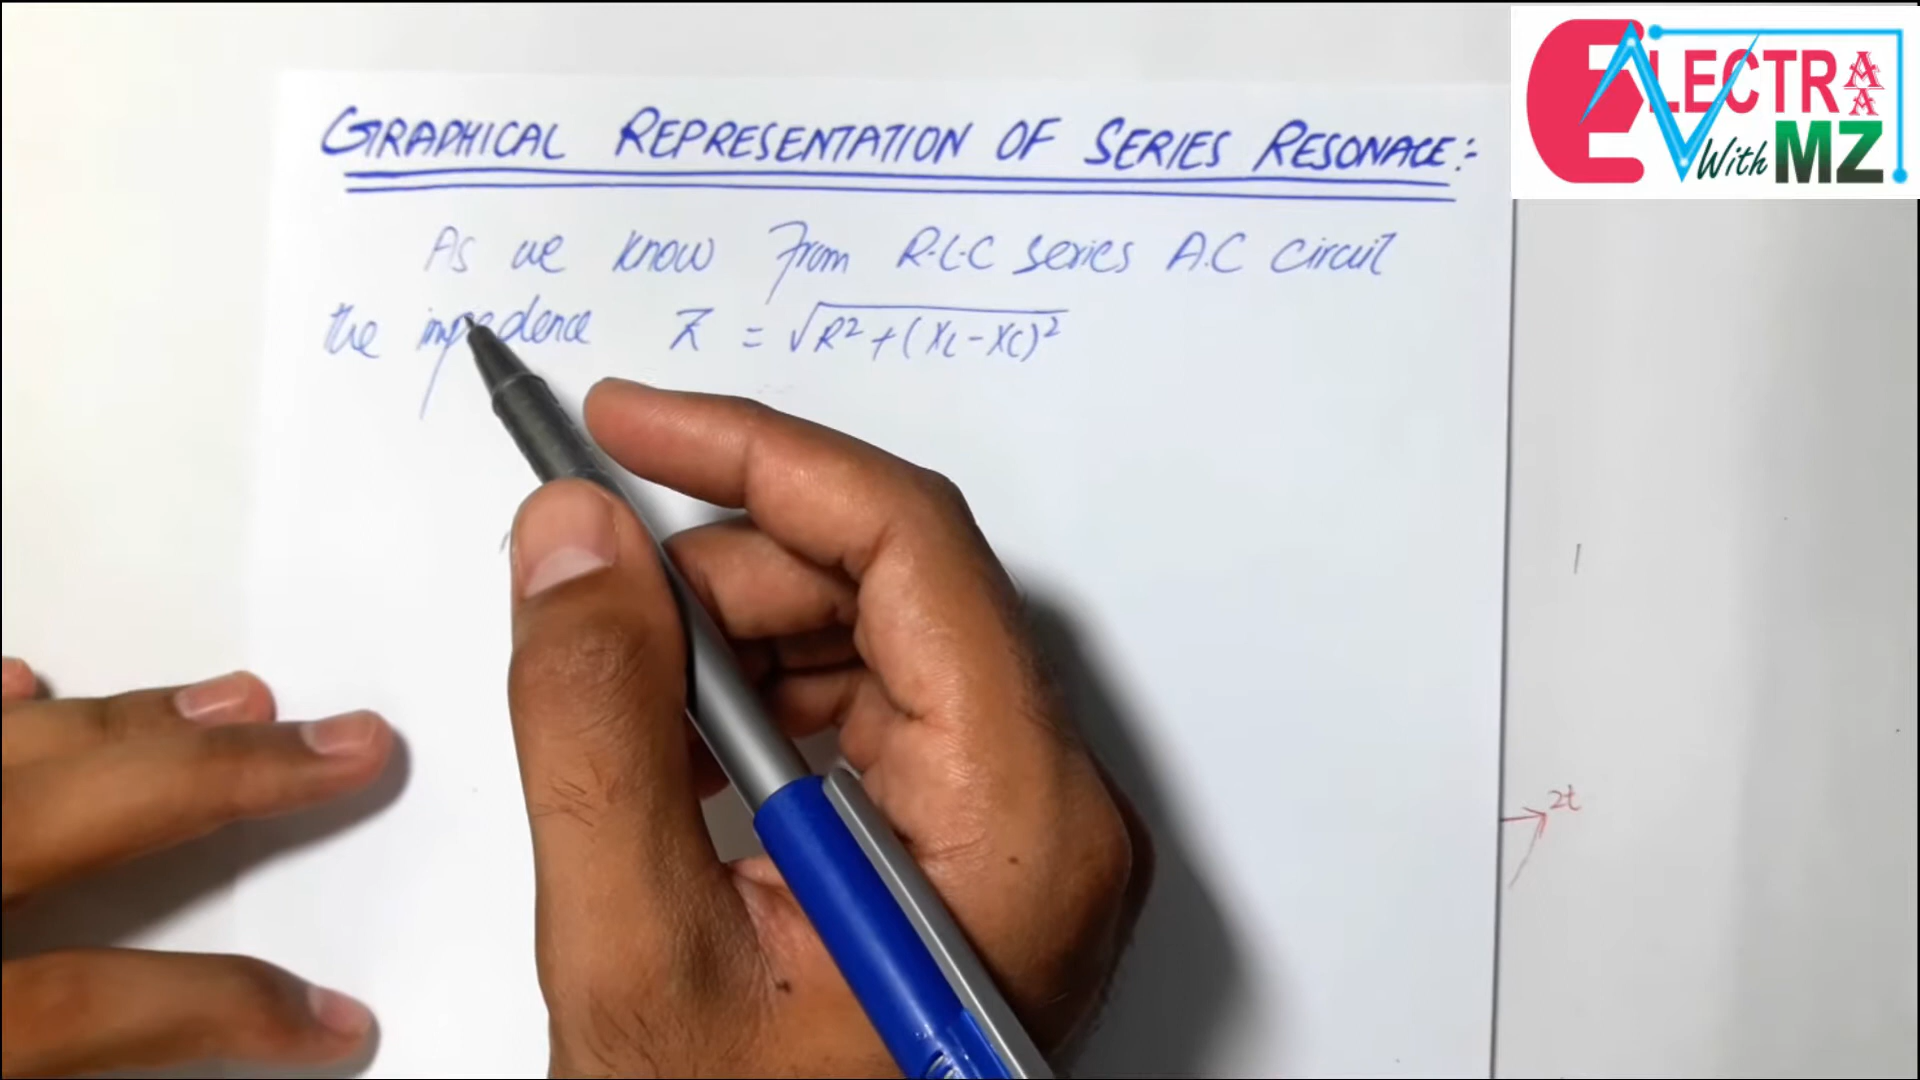 GRAPHICAL REPRESENTATION OF SERIES RESONACE:-
As we know From R.L.C series A.C circuit
the impedence Z = √R² + (XL - XC)²
2t
ELECTRA
With MZ